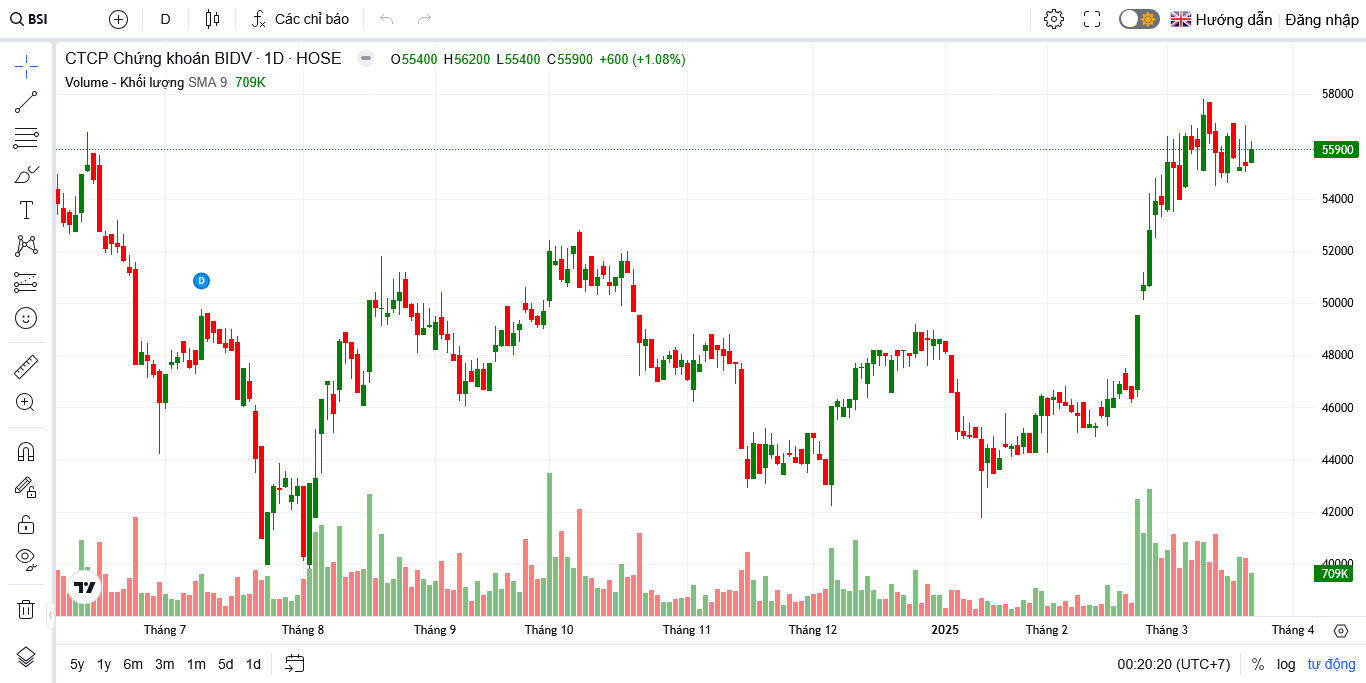 BSI D Các chỉ báo Hướng dẫn Đăng nhập
CTCP Chứng khoán BIDV · 1D · HOSE O55400 H56200 L55400 C55900 +600 (+1.08%)
Volume - Khối lượng SMA 9 709K
58000
55900
54000
52000
D
50000
48000
46000
44000
42000
40000
709K
Tháng 7 Tháng 8 Tháng 9 Tháng 10 Tháng 11 Tháng 12 2025 Tháng 2 Tháng 3 Tháng 4
5y 1y 6m 3m 1m 5d 1d 00:20:20 (UTC+7) % log tự động